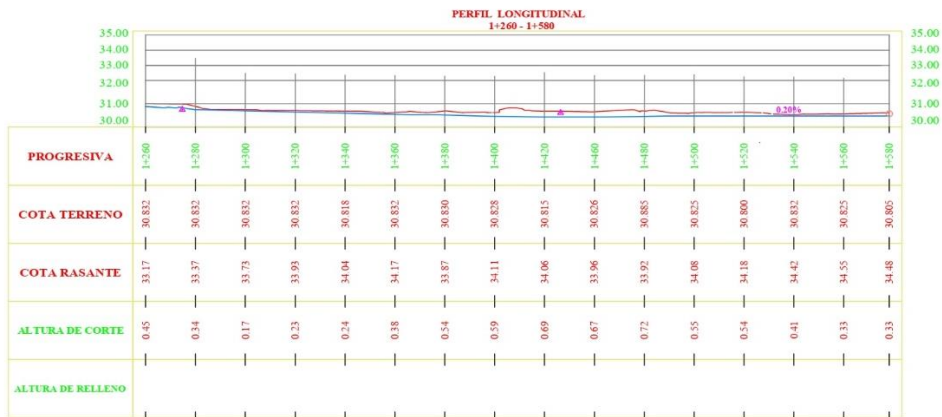 PERFIL LONGITUDINAL
1+260 - 1+580
35.00 35.00
34.00 34.00
33.00 33.00
32.00 32.00
31.00 31.00
30.00 0.20% 30.00
PROGRESIVA 1+260 1+280 1+300 1+320 1+340 1+360 1+380 1+400 1+420 1+460 1+480 1+500 1+520 1+540 1+560 1+580
COTA TERRENO 30.832 30.832 30.832 30.832 30.818 30.832 30.830 30.828 30.815 30.826 30.885 30.825 30.800 30.832 30.825 30.805
COTA RASANTE 33.17 33.37 33.73 33.93 34.04 34.17 33.87 34.11 34.06 33.96 33.92 34.08 34.18 34.42 34.55 34.48
ALTURA DE CORTE 0.45 0.34 0.17 0.23 0.24 0.38 0.54 0.59 0.69 0.67 0.72 0.55 0.54 0.41 0.33 0.33
ALTURA DE RELLENO